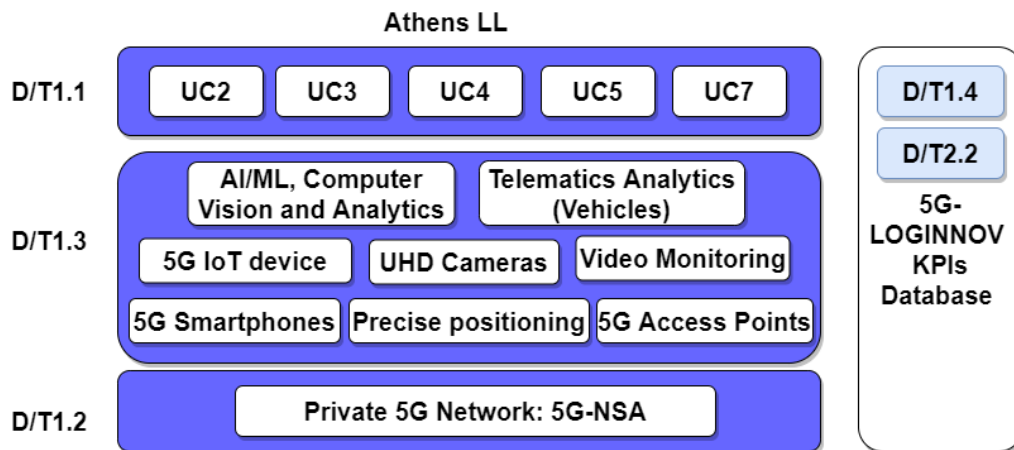 Athens LL
D/T1.1
UC2
UC3
UC4
UC5
UC7
D/T1.3
AI/ML, Computer
Vision and Analytics
Telematics Analytics
(Vehicles)
5G IoT device
UHD Cameras
Video Monitoring
5G Smartphones
Precise positioning
5G Access Points
D/T1.2
Private 5G Network: 5G-NSA
D/T1.4
D/T2.2
5G-
LOGINNOV
KPIs
Database